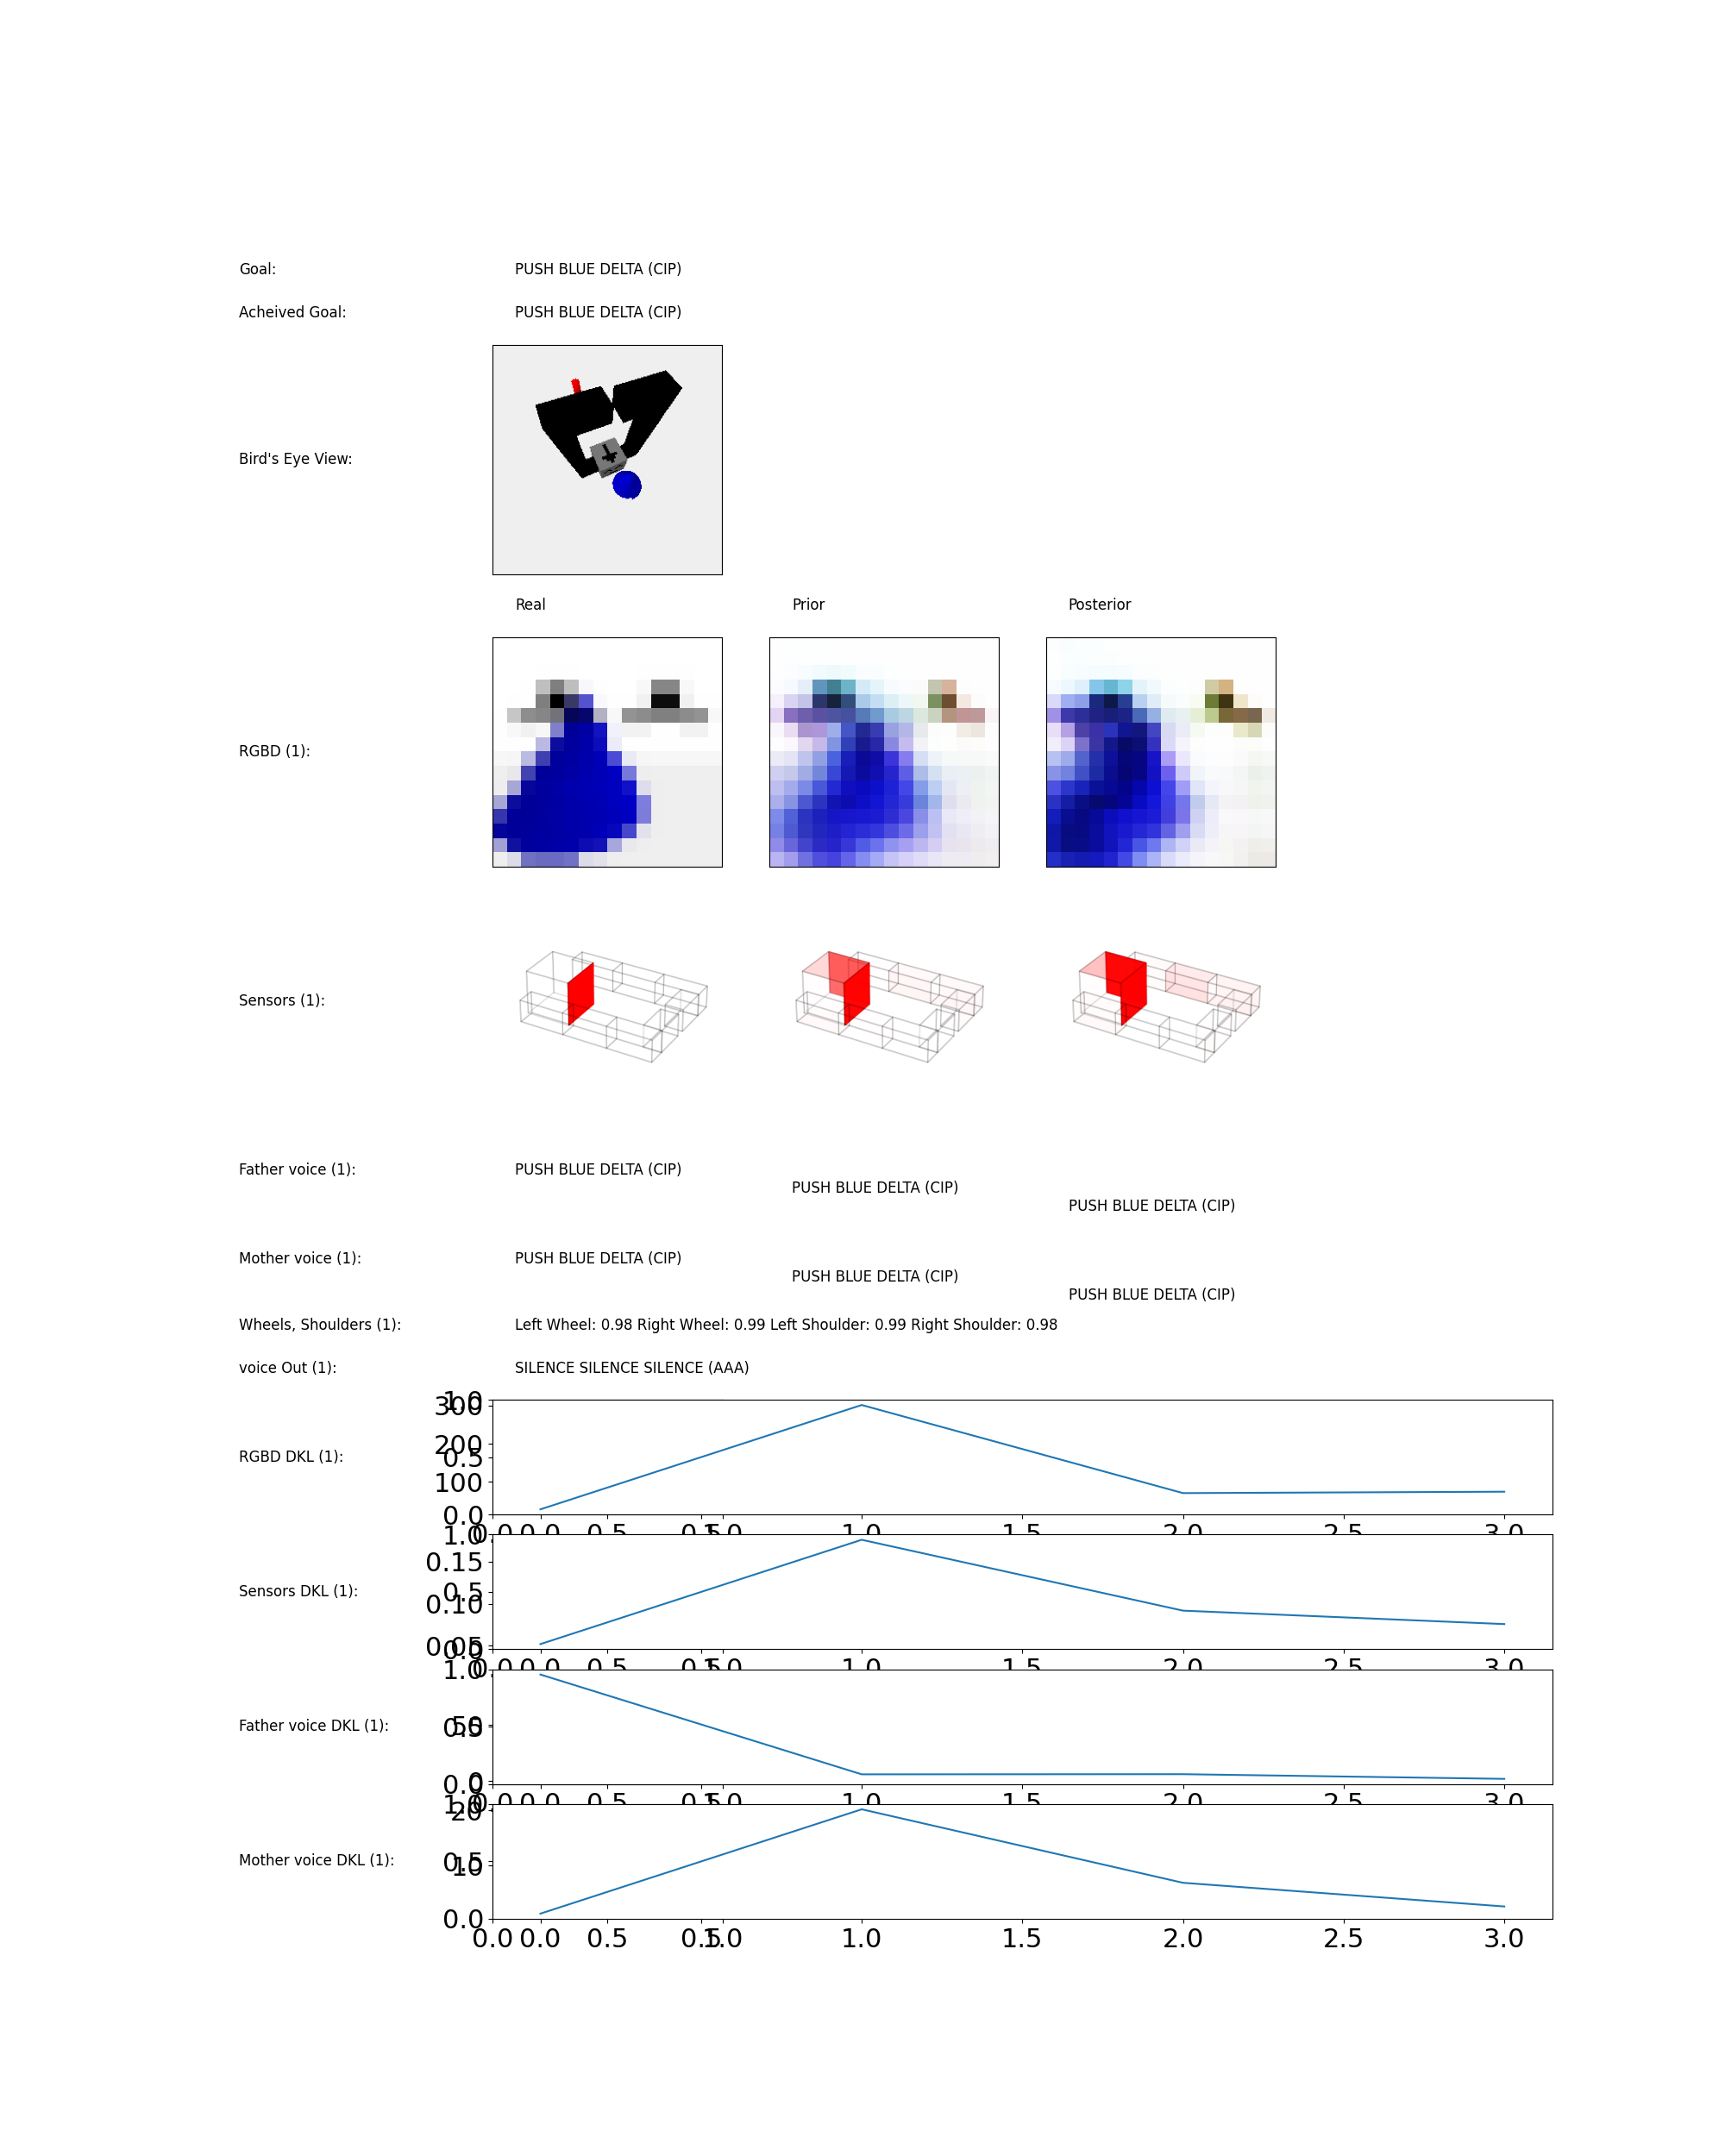 Goal: PUSH BLUE DELTA (CIP)
Acheived Goal: PUSH BLUE DELTA (CIP)
Bird's Eye View:
Real Prior Posterior
RGBD (1):
Sensors (1):
Father voice (1): PUSH BLUE DELTA (CIP)
PUSH BLUE DELTA (CIP)
PUSH BLUE DELTA (CIP)
Mother voice (1): PUSH BLUE DELTA (CIP)
PUSH BLUE DELTA (CIP)
PUSH BLUE DELTA (CIP)
Wheels, Shoulders (1): Left Wheel: 0.98 Right Wheel: 0.99 Left Shoulder: 0.99 Right Shoulder: 0.98
voice Out (1): SILENCE SILENCE SILENCE (AAA)
1.0
300
200
RGBD DKL (1): 0.5
100
0.0
0.0 0.0 0.5 0.5 1.0 1.0 1.5 2.0 2.5 3.0
1.0
0.15
Sensors DKL (1): 0.5
0.10
0.05
0.0
0.0 0.0 0.5 0.5 1.0 1.0 1.5 2.0 2.5 3.0
1.0
Father voice DKL (1): 0.5 50
0
0.0
0.0 0.0 0.5 0.5 1.0 1.0 1.5 2.0 2.5 3.0
1.0
20
Mother voice DKL (1): 0.5
10
0.0
0.0 0.0 0.5 0.5 1.0 1.0 1.5 2.0 2.5 3.0